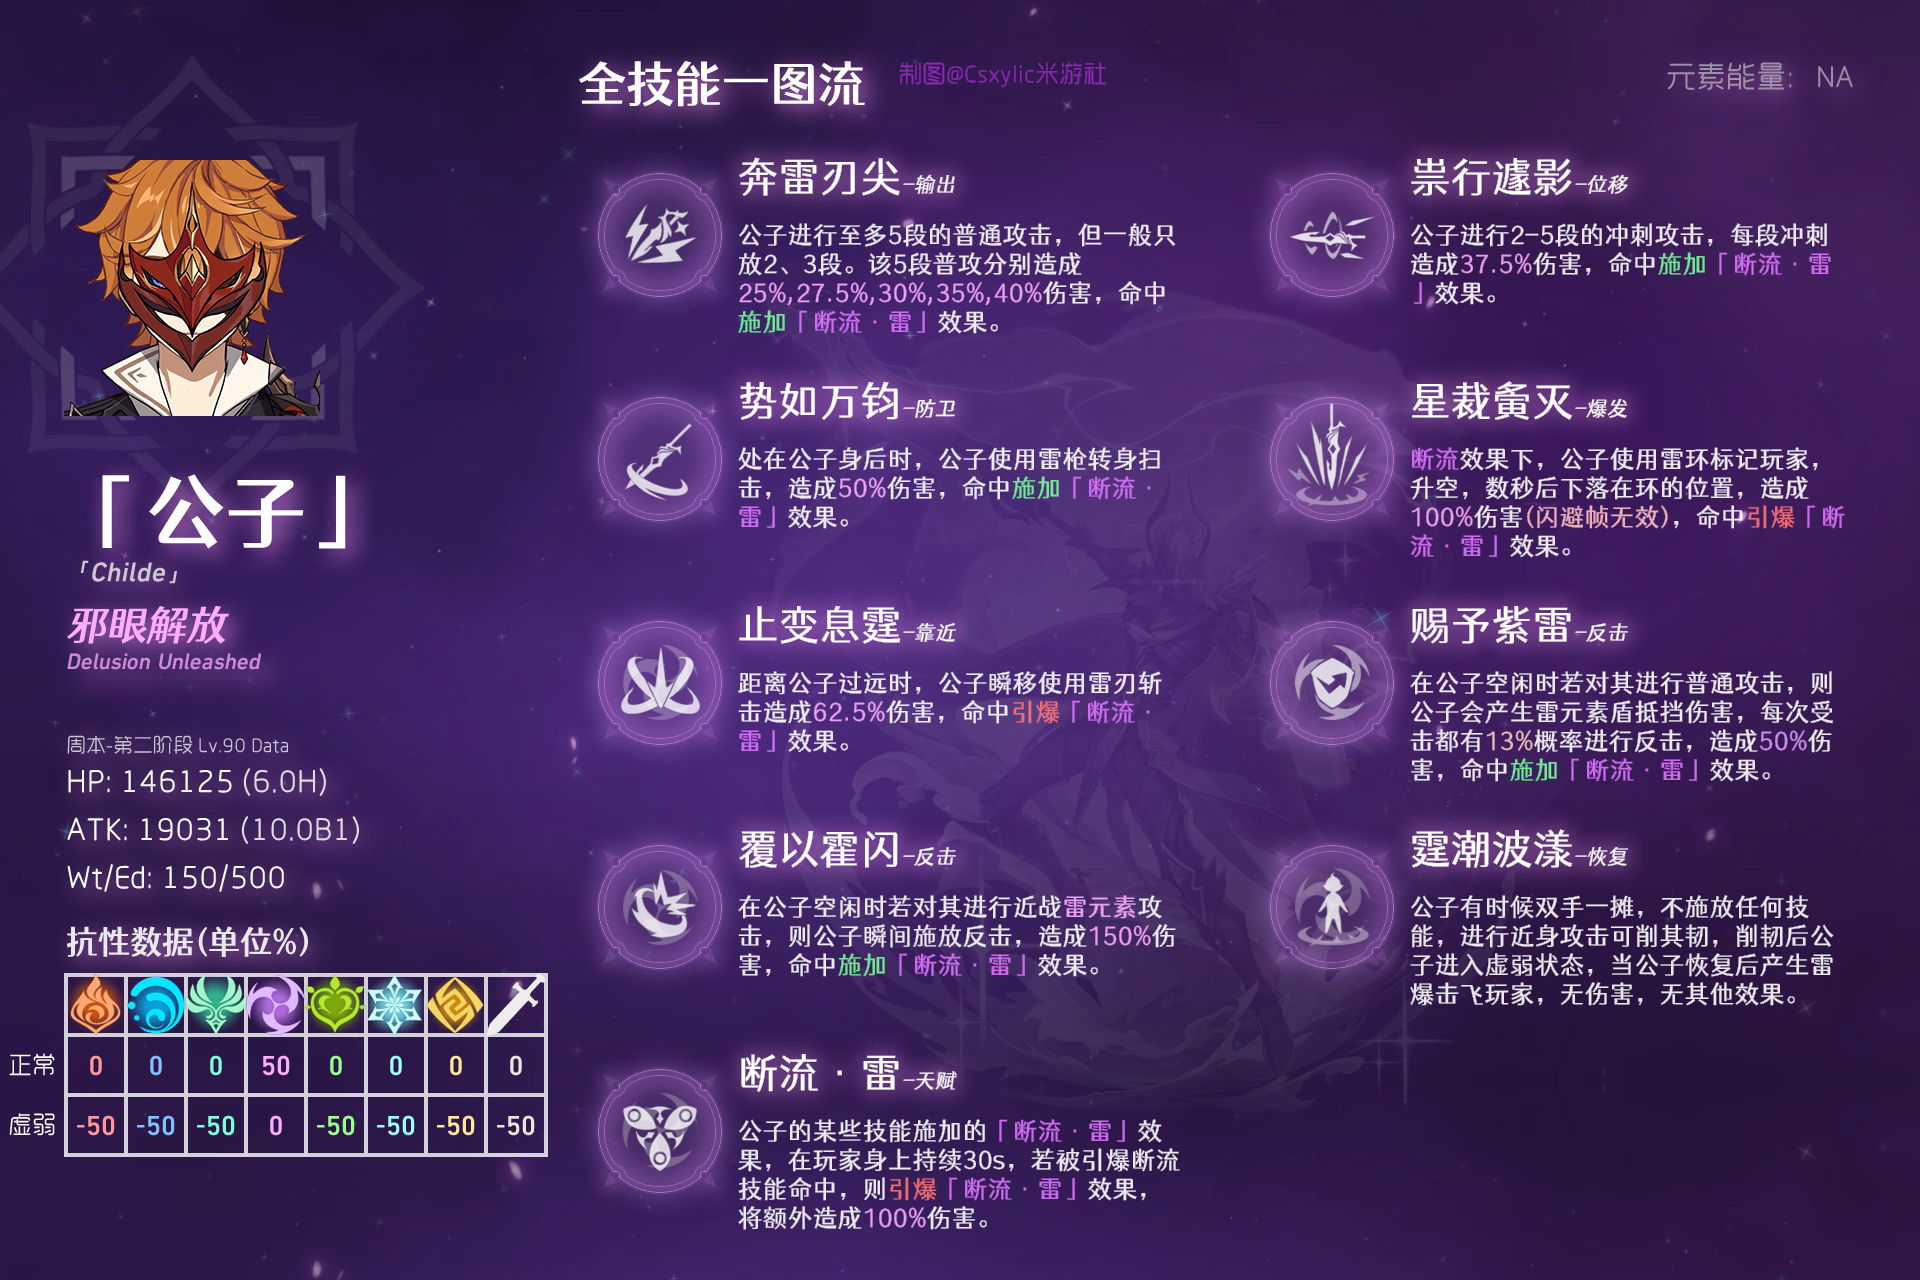 全技能一图流
制图@Csxylic米游社
元素能量: NA
「公子」
「Childe」
邪眼解放
Delusion Unleashed
周本-第二阶段 Lv.90 Data
HP: 146125 (6.0H)
ATK: 19031 (10.0B1)
Wt/Ed: 150/500
抗性数据(单位%)
正常 0 0 0 50 0 0 0 0
虚弱 -50 -50 -50 0 -50 -50 -50 -50
奔雷刃尖-输出
公子进行至多5段的普通攻击，但一般只
放2、3段。该5段普攻分别造成
25%,27.5%,30%,35%,40%伤害，命中
施加「断流·雷」效果。
祟行遽影-位移
公子进行2-5段的冲刺攻击，每段冲刺
造成37.5%伤害，命中施加「断流·雷
」效果。
势如万钧-防卫
处在公子身后时，公子使用雷枪转身扫
击，造成50%伤害，命中施加「断流·
雷」效果。
星裁夤灭-爆发
断流效果下，公子使用雷环标记玩家，
升空，数秒后下落在环的位置，造成
100%伤害(闪避帧无效)，命中引爆「断
流·雷」效果。
止变息霆-靠近
距离公子过远时，公子瞬移使用雷刃斩
击造成62.5%伤害，命中引爆「断流·
雷」效果。
赐予紫雷-反击
在公子空闲时若对其进行普通攻击，则
公子会产生雷元素盾抵挡伤害，每次受
击都有13%概率进行反击，造成50%伤
害，命中施加「断流·雷」效果。
覆以霍闪-反击
在公子空闲时若对其进行近战雷元素攻
击，则公子瞬间施放反击，造成150%伤
害，命中施加「断流·雷」效果。
霆潮波漾-恢复
公子有时候双手一摊，不施放任何技
能，进行近身攻击可削其韧，削韧后公
子进入虚弱状态，当公子恢复后产生雷
爆击飞玩家，无伤害，无其他效果。
断流·雷-天赋
公子的某些技能施加的「断流·雷」效
果，在玩家身上持续30s，若被引爆断流
技能命中，则引爆「断流·雷」效果，
将额外造成100%伤害。